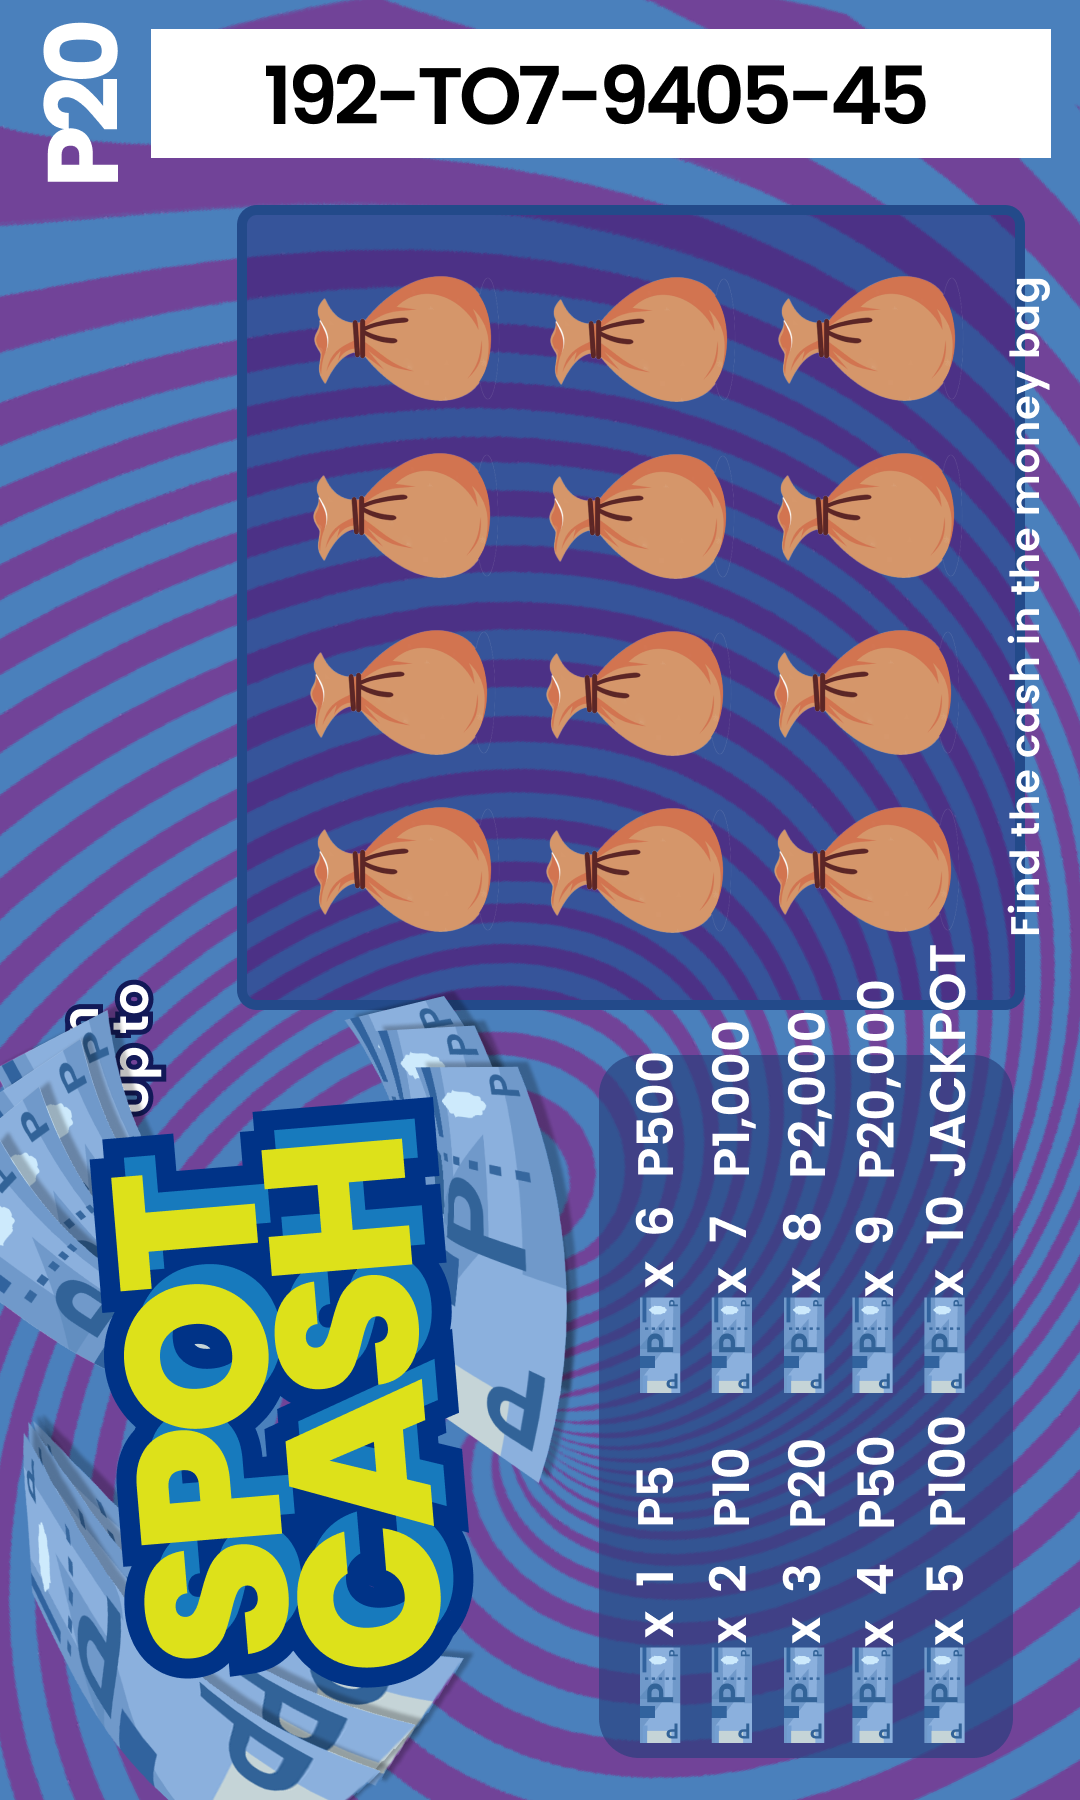 P20
192-TO7-9405-45
up to
SPOT
CASH
x 1 P5
x 2 P10
x 3 P20
x 4 P50
x 5 P100
x 6 P500
x 7 P1,000
x 8 P2,000
x 9 P20,000
x 10 JACKPOT
Find the cash in the money bag